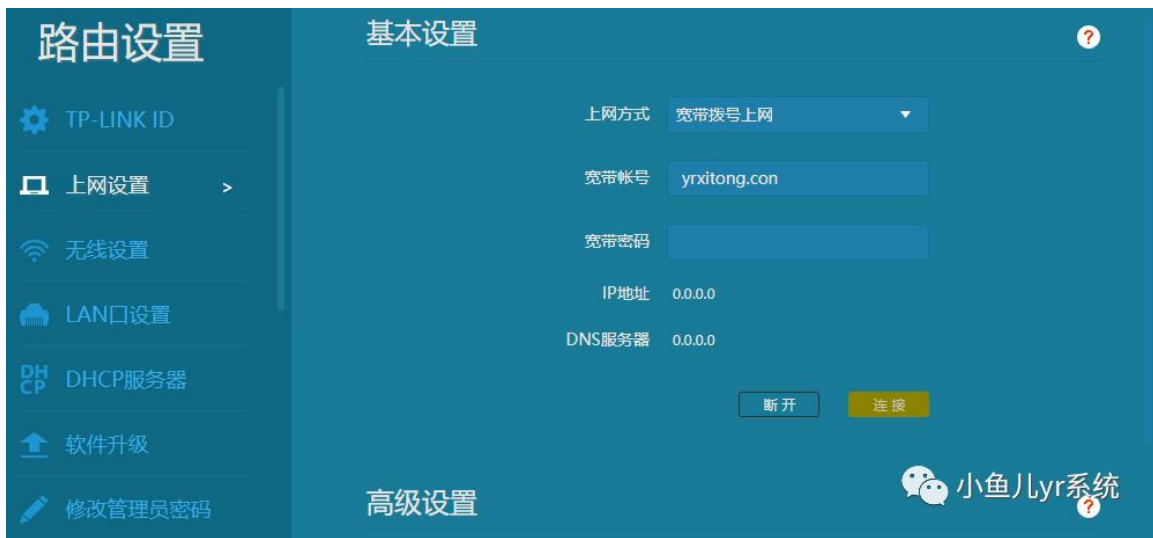 路由设置
TP-LINK ID
上网设置 >
无线设置
LAN口设置
DHCP DHCP服务器
软件升级
修改管理员密码
基本设置 ?
上网方式 宽带拨号上网
宽带帐号 yrxitong.con
宽带密码
IP地址 0.0.0.0
DNS服务器 0.0.0.0
断开 连接
高级设置 ?
小鱼儿yr系统